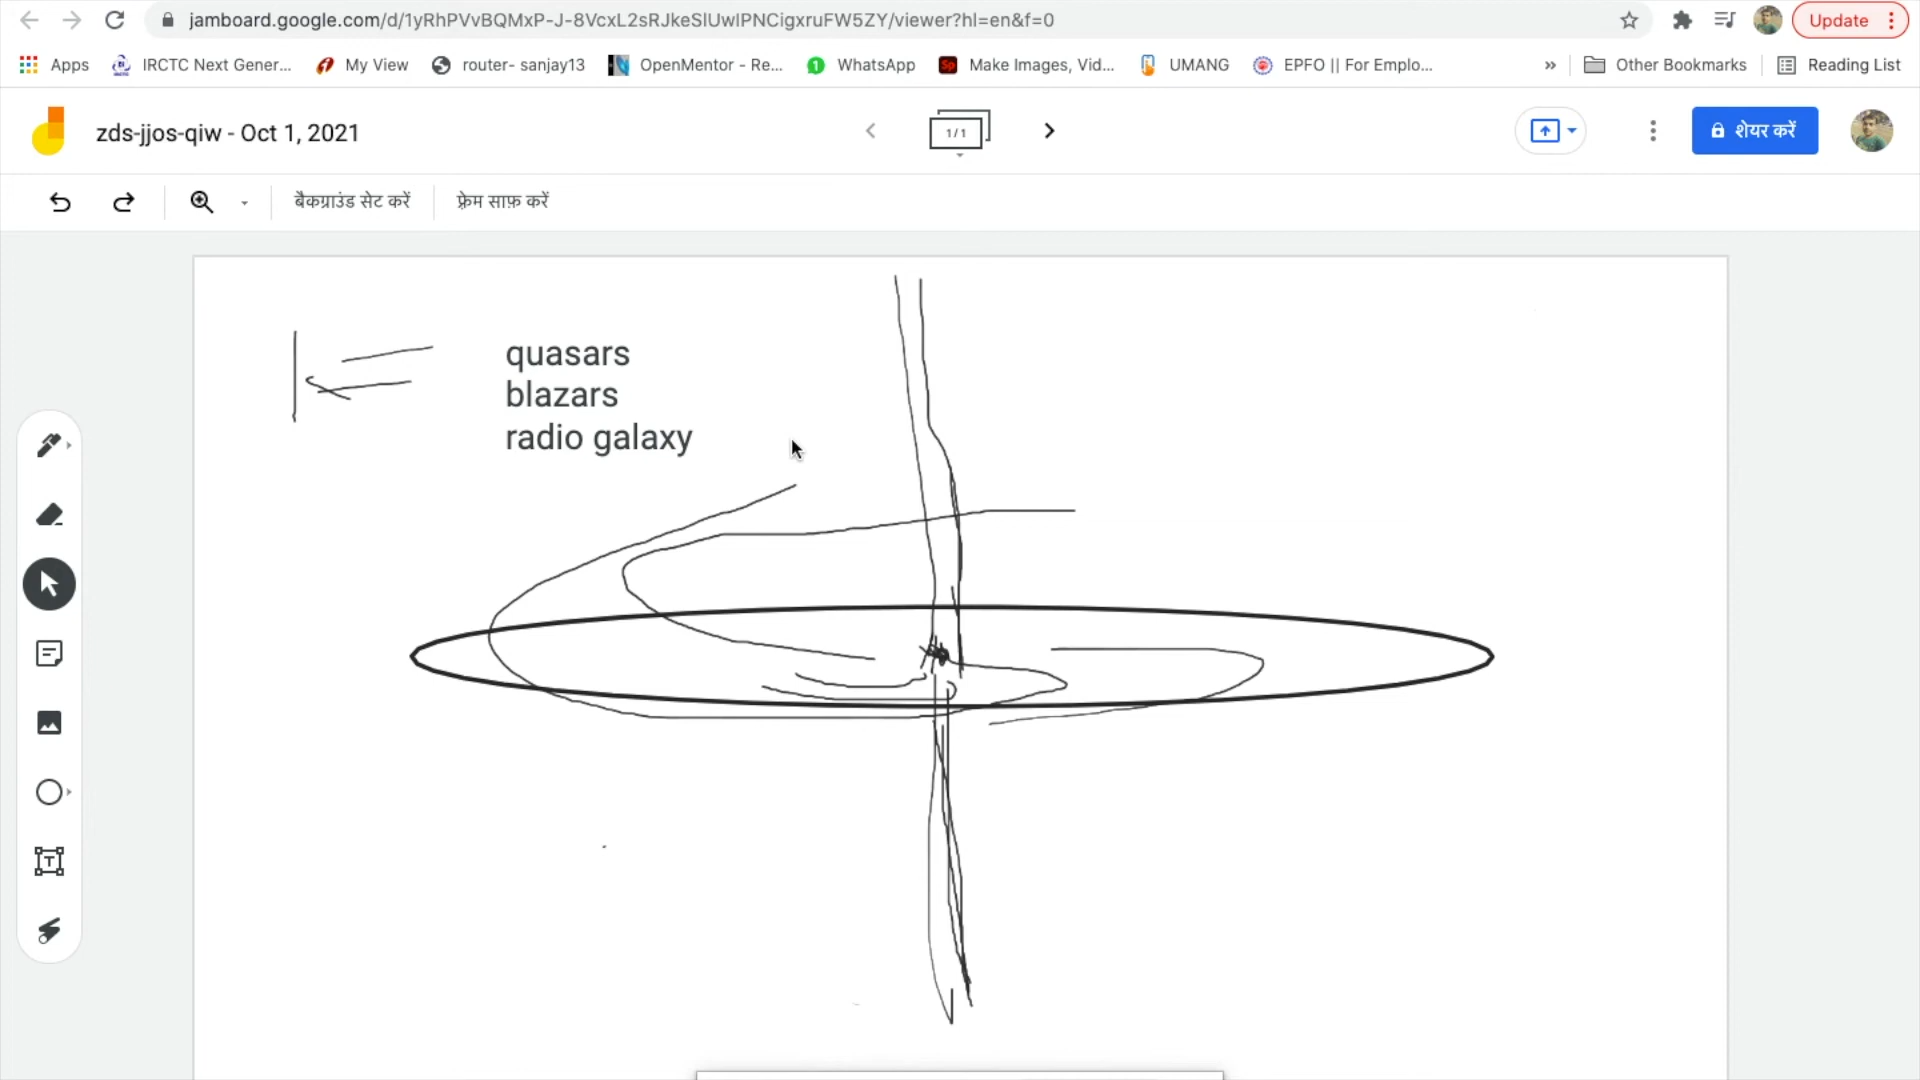 jamboard.google.com/d/1yRhPVvBQMxP-J-8VcxL2sRJkeSlUwlPNCigxruFW5ZY/viewer?hl=en&f=0
Update
Apps
IRCTC Next Gener...
My View
router- sanjay13
OpenMentor - Re...
WhatsApp
Make Images, Vid...
UMANG
EPFO || For Emplo...
»
Other Bookmarks
Reading List
zds-jjos-qiw - Oct 1, 2021
1/1
शेयर करें
बैकग्राउंड सेट करें
फ़्रेम साफ़ करें
quasars
blazars
radio galaxy